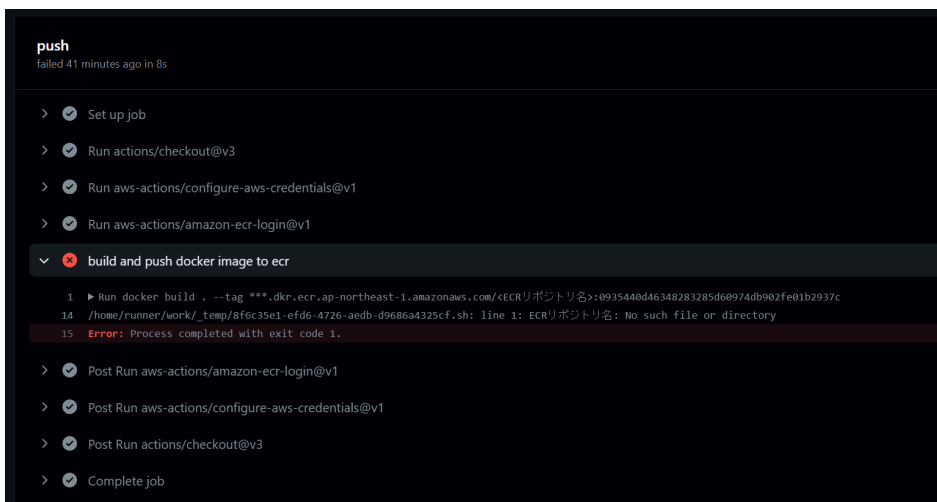 push
failed 41 minutes ago in 8s
Set up job
Run actions/checkout@v3
Run aws-actions/configure-aws-credentials@v1
Run aws-actions/amazon-ecr-login@v1
build and push docker image to ecr
1 ▶ Run docker build . --tag ***.dkr.ecr.ap-northeast-1.amazonaws.com/<ECRリポジトリ名>:0935440d46348283285d60974db902fe01b2937c
14 /home/runner/work/_temp/8f6c35e1-efd6-4726-aedb-d9686a4325cf.sh: line 1: ECRリポジトリ名: No such file or directory
15 Error: Process completed with exit code 1.
Post Run aws-actions/amazon-ecr-login@v1
Post Run aws-actions/configure-aws-credentials@v1
Post Run actions/checkout@v3
Complete job